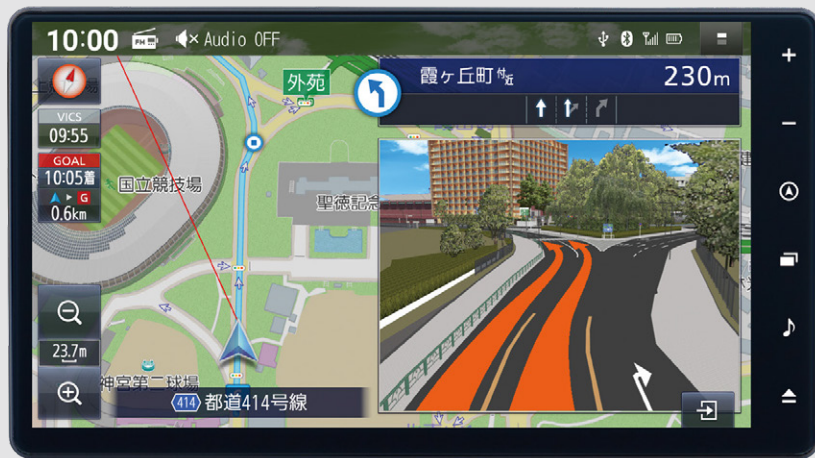 10:00
FM
Audio OFF
VICS
09:55
GOAL
10:05着
G
0.6km
23.7m
外苑
国立競技場
聖徳記念
神宮第二球場
414 都道414号線
霞ヶ丘町付近
230m